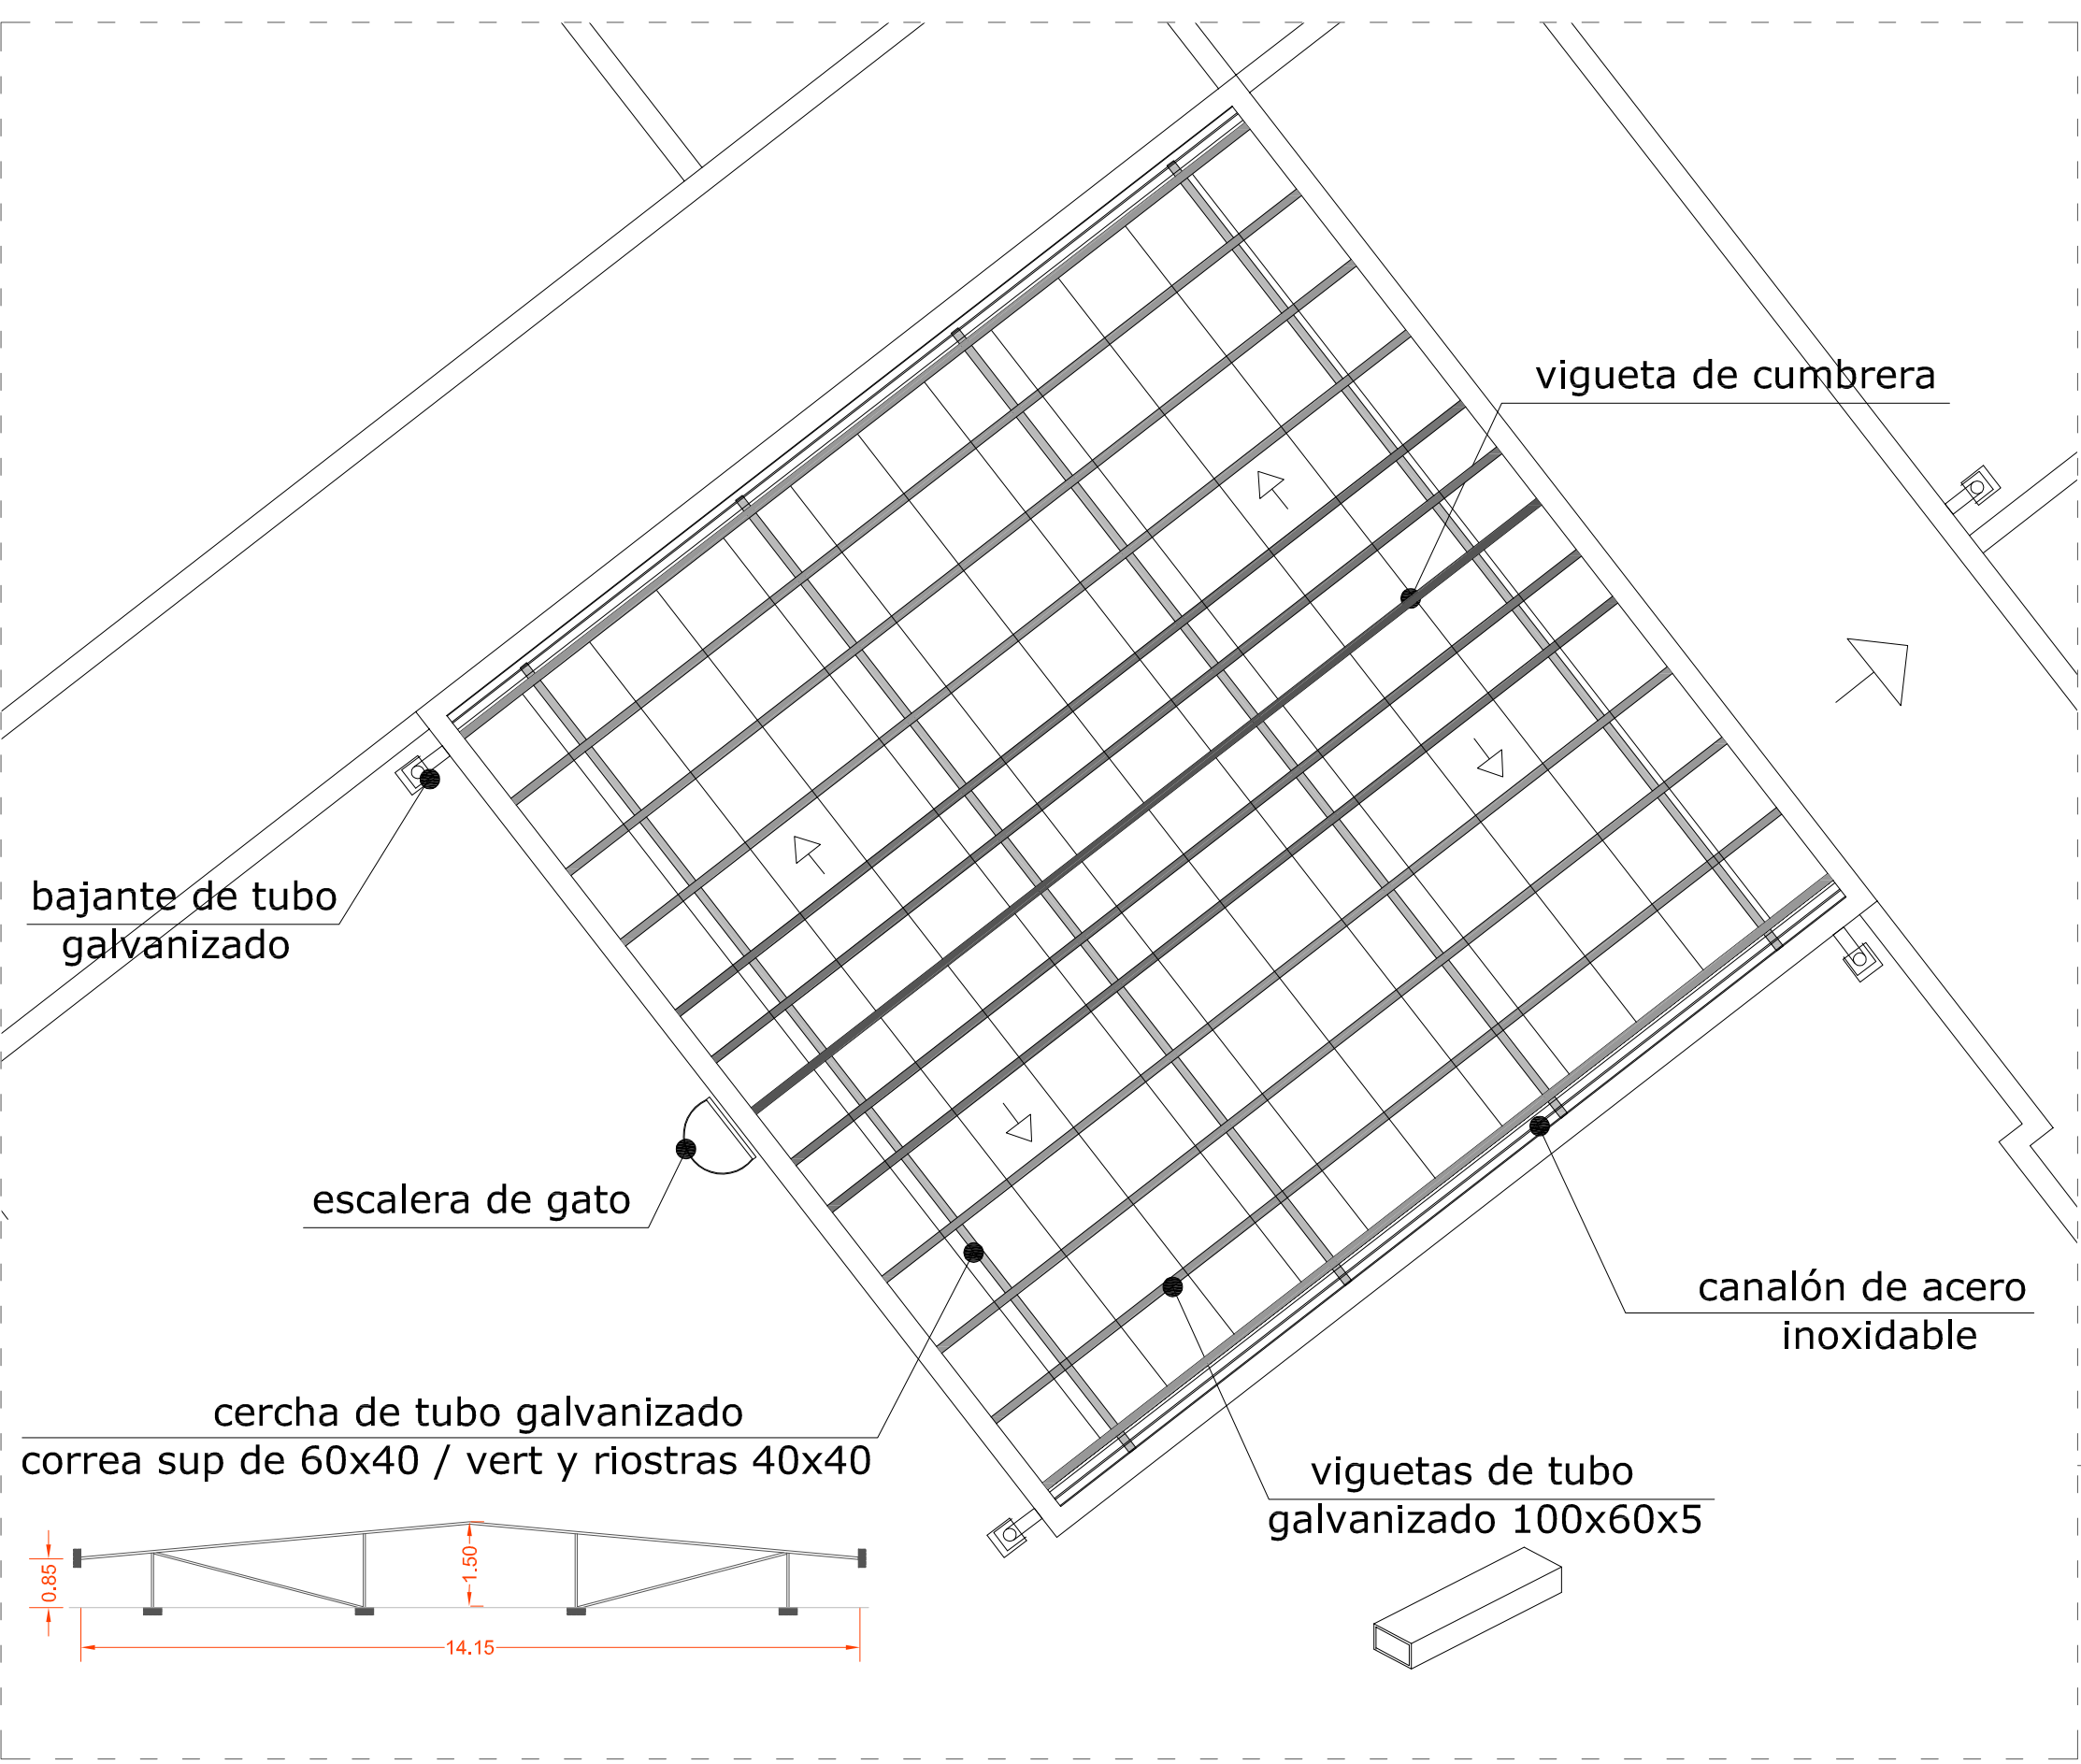 vigueta de cumbrera
bajante de tubo
galvanizado
escalera de gato
canalón de acero
inoxidable
cercha de tubo galvanizado
correa sup de 60x40 / vert y riostras 40x40
viguetas de tubo
galvanizado 100x60x5
0.85
1.50
14.15